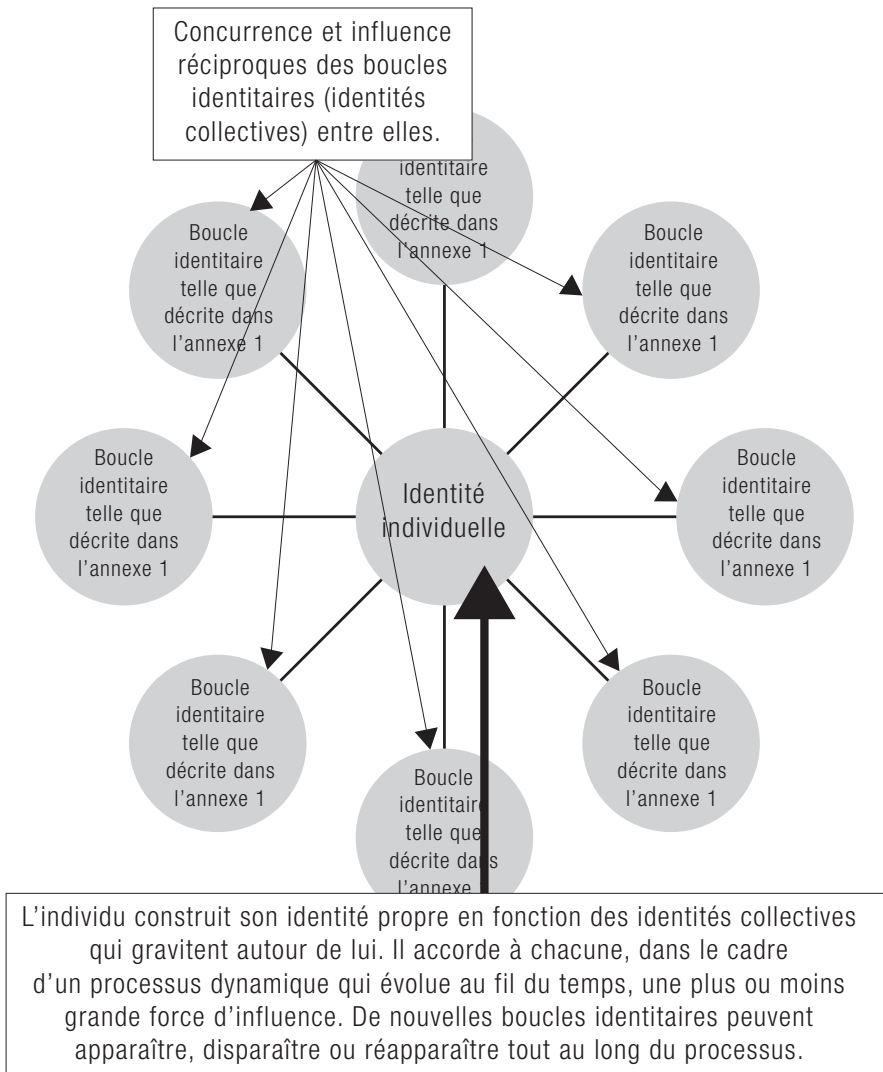 Concurrence et influence
réciproques des boucles
identitaires (identités
collectives) entre elles.
identitaire
telle que
décrite dans
l'annexe 1
Boucle
identitaire
telle que
décrite dans
l'annexe 1
Boucle
identitaire
telle que
décrite dans
l'annexe 1
Boucle
identitaire
telle que
décrite dans
l'annexe 1
Identité
individuelle
Boucle
identitaire
telle que
décrite dans
l'annexe 1
Boucle
identitaire
telle que
décrite dans
l'annexe 1
Boucle
identitaire
telle que
décrite dans
l'annexe 1
Boucle
identitaire
telle que
décrite dans
l'annexe
L'individu construit son identité propre en fonction des identités collectives
qui gravitent autour de lui. Il accorde à chacune, dans le cadre
d'un processus dynamique qui évolue au fil du temps, une plus ou moins
grande force d'influence. De nouvelles boucles identitaires peuvent
apparaître, disparaître ou réapparaître tout au long du processus.